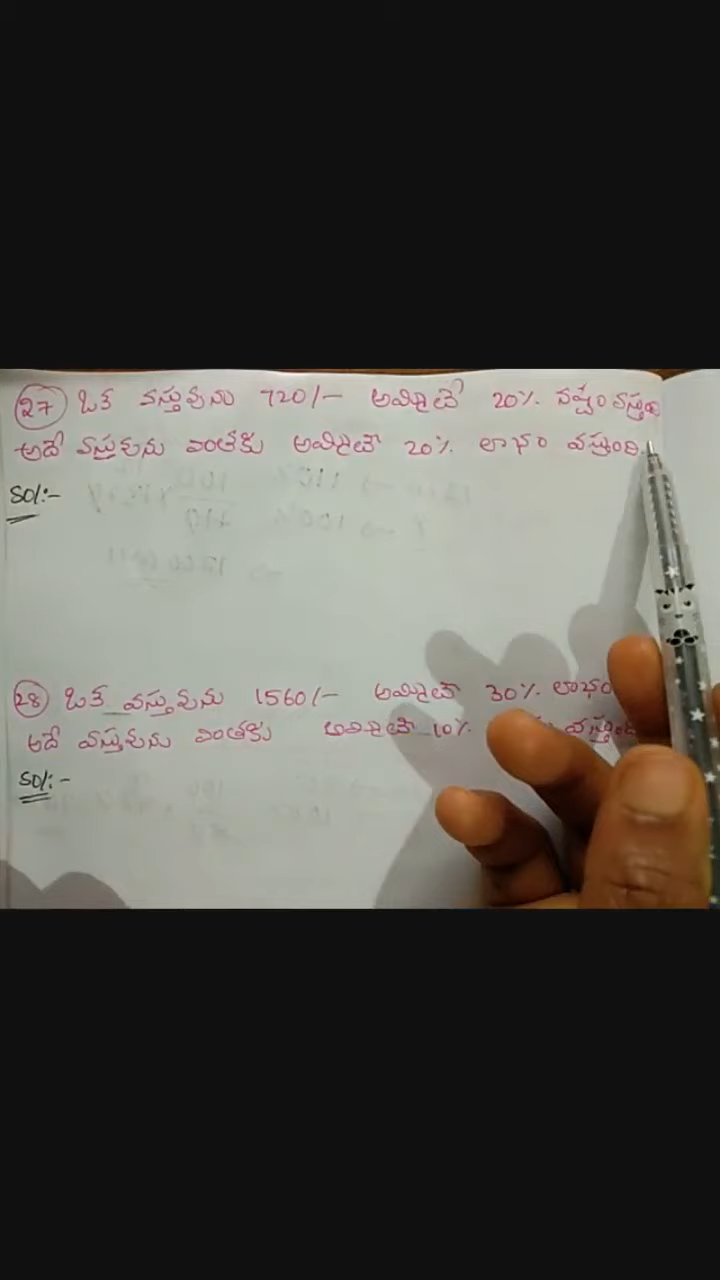 27 ఒక వస్తువును 720/- అమ్మితే 20% నష్టం వస్తుంది
అదే వస్తువును ఎంతకు అమ్మితే 20% లాభం వస్తుంది.
Sol:-
28 ఒక వస్తువును 1560/- అమ్మితే 30% లాభం
అదే వస్తువును ఎంతకు అమ్మితే 10% వస్తుంది
Sol:-